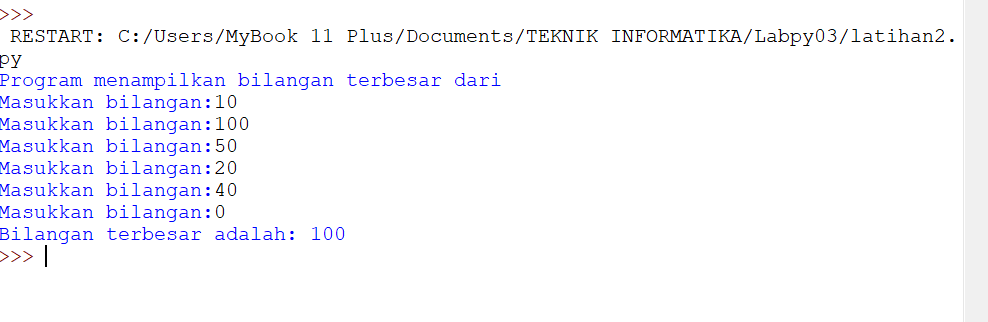 >>>
RESTART: C:/Users/MyBook 11 Plus/Documents/TEKNIK INFORMATIKA/Labpy03/latihan2.
py
Program menampilkan bilangan terbesar dari
Masukkan bilangan:10
Masukkan bilangan:100
Masukkan bilangan:50
Masukkan bilangan:20
Masukkan bilangan:40
Masukkan bilangan:0
Bilangan terbesar adalah: 100
>>>